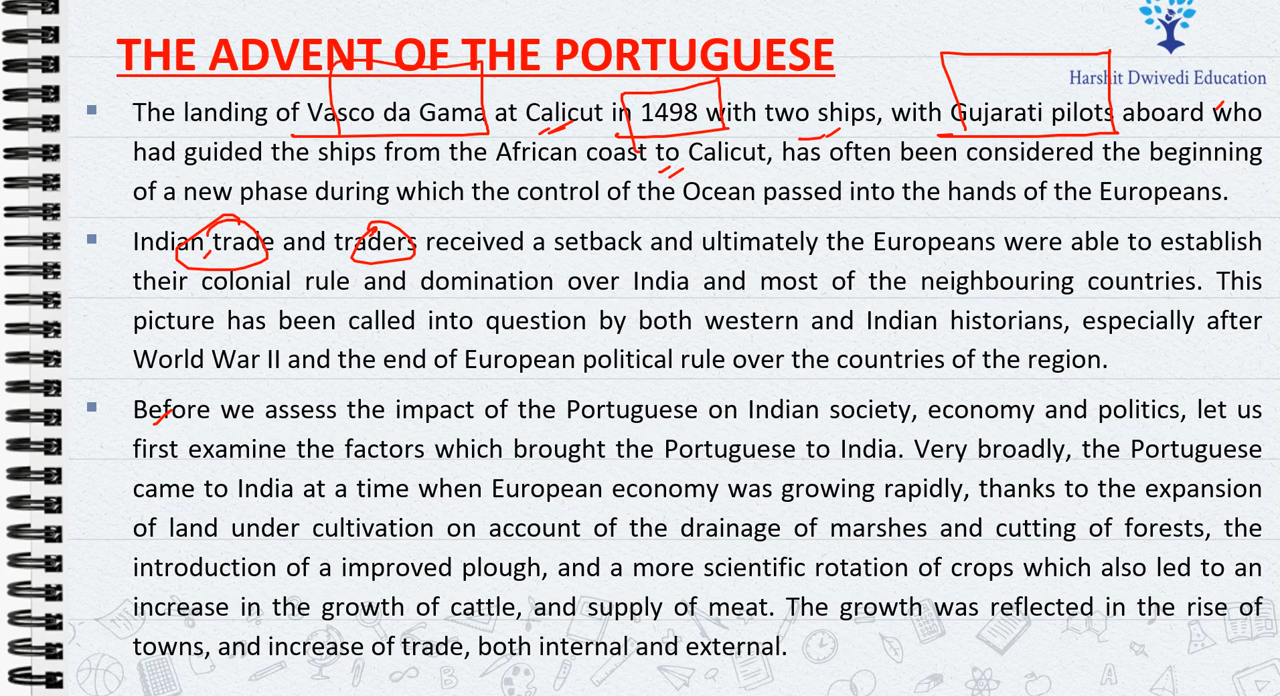 THE ADVENT OF THE PORTUGUESE
Harshit Dwivedi Education
The landing of Vasco da Gama at Calicut in 1498 with two ships, with Gujarati pilots aboard who
had guided the ships from the African coast to Calicut, has often been considered the beginning
of a new phase during which the control of the Ocean passed into the hands of the Europeans.
Indian trade and traders received a setback and ultimately the Europeans were able to establish
their colonial rule and domination over India and most of the neighbouring countries. This
picture has been called into question by both western and Indian historians, especially after
World War II and the end of European political rule over the countries of the region.
Before we assess the impact of the Portuguese on Indian society, economy and politics, let us
first examine the factors which brought the Portuguese to India. Very broadly, the Portuguese
came to India at a time when European economy was growing rapidly, thanks to the expansion
of land under cultivation on account of the drainage of marshes and cutting of forests, the
introduction of a improved plough, and a more scientific rotation of crops which also led to an
increase in the growth of cattle, and supply of meat. The growth was reflected in the rise of
towns, and increase of trade, both internal and external.